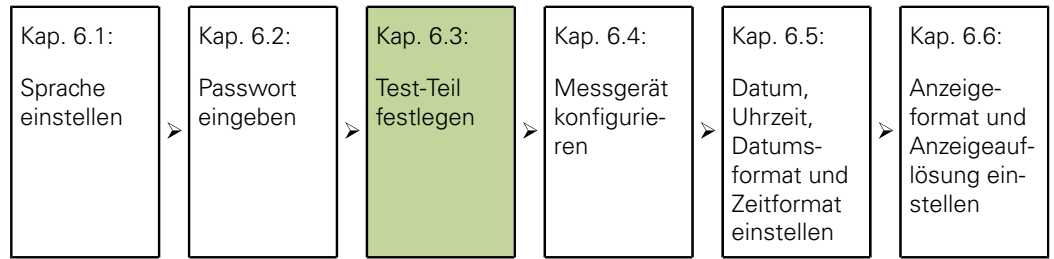 Kap. 6.1:
Sprache
einstellen
Kap. 6.2:
Passwort
eingeben
Kap. 6.3:
Test-Teil
festlegen
Kap. 6.4:
Messgerät
konfigurie-
ren
Kap. 6.5:
Datum,
Uhrzeit,
Datums-
format und
Zeitformat
einstellen
Kap. 6.6:
Anzeige-
format und
Anzeigeauf-
lösung ein-
stellen